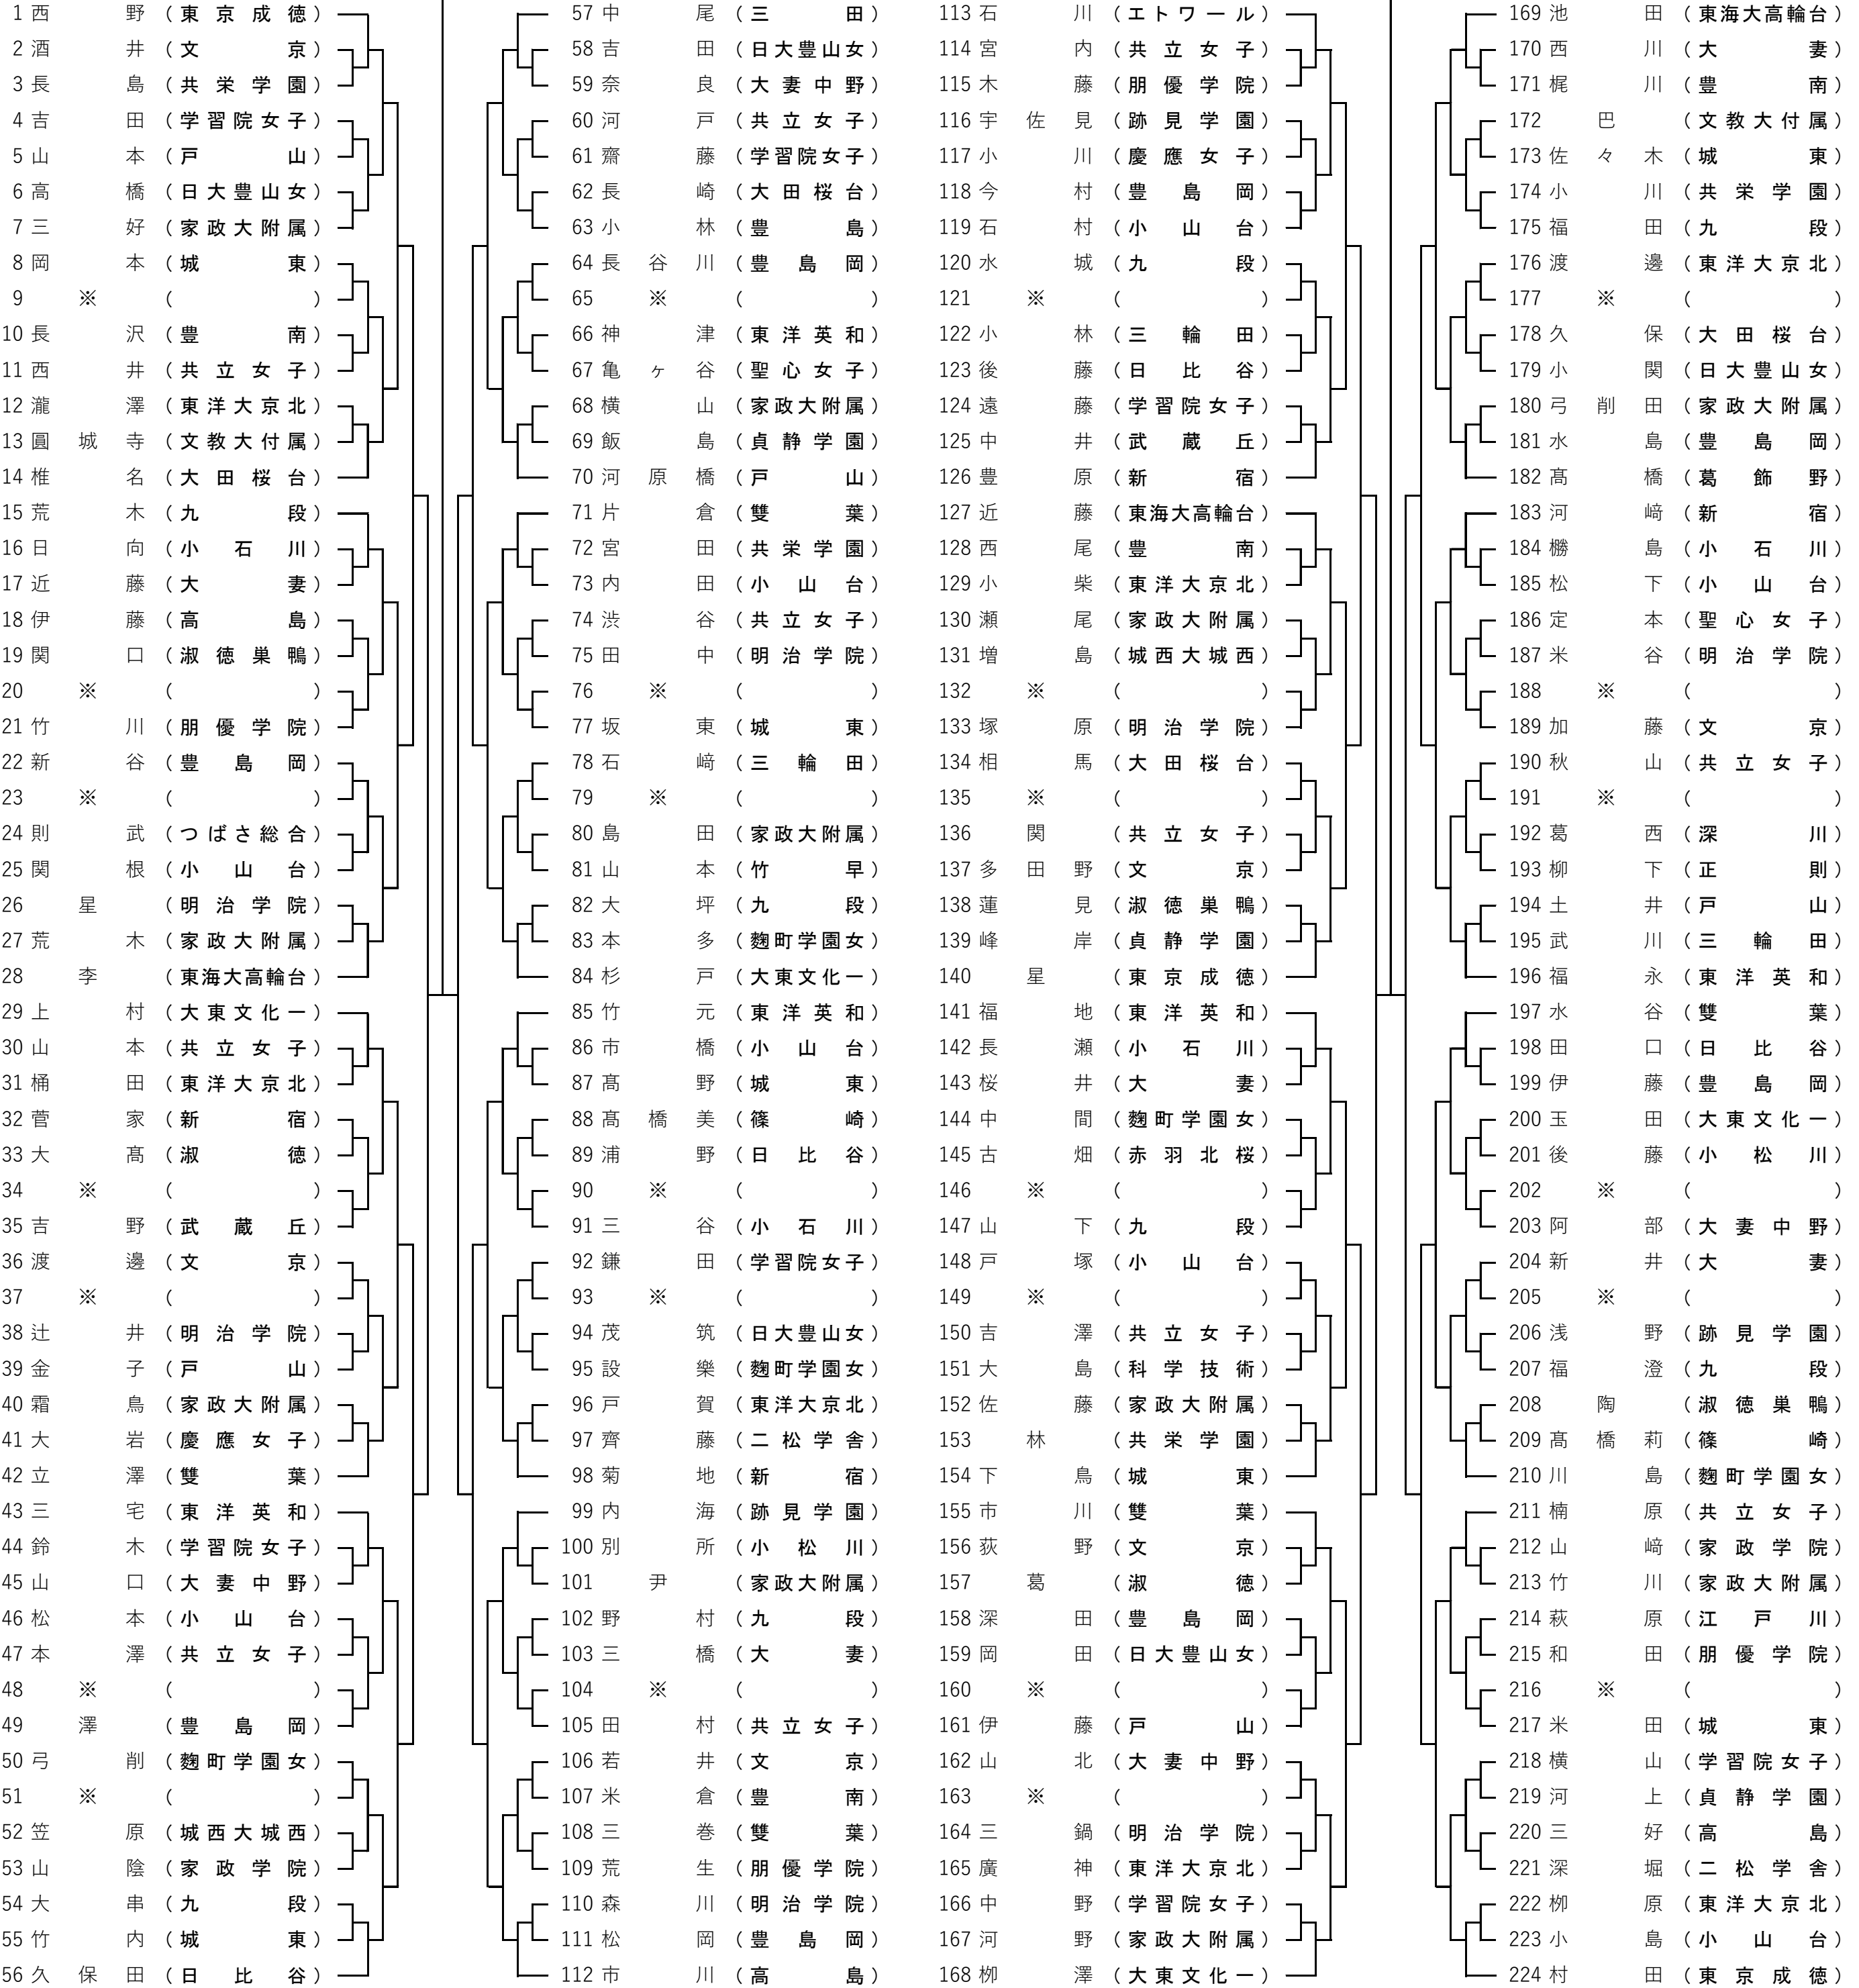 1 西野 (東京成徳)
2 酒井 (文京)
3 長島 (共栄学園)
4 吉田 (学習院女子)
5 山本 (戸山)
6 高橋 (日大豊山女)
7 三好 (家政大附属)
8 岡本 (城東)
9 ※ ( )
10 長沢 (豊南)
11 西井 (共立女子)
12 瀧澤 (東洋大京北)
13 圓城寺 (文教大付属)
14 椎名 (大田桜台)
15 荒木 (九段)
16 日向 (小石川)
17 近藤 (大妻)
18 伊藤 (高島)
19 関口 (淑徳巣鴨)
20 ※ ( )
21 竹川 (朋優学院)
22 新谷 (豊島岡)
23 ※ ( )
24 則武 (つばさ総合)
25 関根 (小山台)
26 星 (明治学院)
27 荒木 (家政大附属)
28 李 (東海大高輪台)
29 上村 (大東文化一)
30 山本 (共立女子)
31 桶田 (東洋大京北)
32 菅家 (新宿)
33 大髙 (淑徳)
34 ※ ( )
35 吉野 (武蔵丘)
36 渡邊 (文京)
37 ※ ( )
38 辻井 (明治学院)
39 金子 (戸山)
40 霜鳥 (家政大附属)
41 大岩 (慶應女子)
42 立澤 (雙葉)
43 三宅 (東洋英和)
44 鈴木 (学習院女子)
45 山口 (大妻中野)
46 松本 (小山台)
47 本澤 (共立女子)
48 ※ ( )
49 澤 (豊島岡)
50 弓削 (麴町学園女)
51 ※ ( )
52 笠原 (城西大城西)
53 山陰 (家政学院)
54 大串 (九段)
55 竹内 (城東)
56 久保田 (日比谷)
57 中尾 (三田)
58 吉田 (日大豊山女)
59 奈良 (大妻中野)
60 河戸 (共立女子)
61 齋藤 (学習院女子)
62 長崎 (大田桜台)
63 小林 (豊島)
64 長谷川 (豊島岡)
65 ※ ( )
66 神津 (東洋英和)
67 亀ヶ谷 (聖心女子)
68 横山 (家政大附属)
69 飯島 (貞静学園)
70 河原橋 (戸山)
71 片倉 (雙葉)
72 宮田 (共栄学園)
73 内田 (小山台)
74 渋谷 (共立女子)
75 田中 (明治学院)
76 ※ ( )
77 坂東 (城東)
78 石﨑 (三輪田)
79 ※ ( )
80 島田 (家政大附属)
81 山本 (竹早)
82 大坪 (九段)
83 本多 (麴町学園女)
84 杉戸 (大東文化一)
85 竹元 (東洋英和)
86 市橋 (小山台)
87 髙野 (城東)
88 髙橋美 (篠崎)
89 浦野 (日比谷)
90 ※ ( )
91 三谷 (小石川)
92 鎌田 (学習院女子)
93 ※ ( )
94 茂筑 (日大豊山女)
95 設樂 (麴町学園女)
96 戸賀 (東洋大京北)
97 齊藤 (二松学舎)
98 菊地 (新宿)
99 内海 (跡見学園)
100 別所 (小松川)
101 尹 (家政大附属)
102 野村 (九段)
103 三橋 (大妻)
104 ※ ( )
105 田村 (共立女子)
106 若井 (文京)
107 米倉 (豊南)
108 三巻 (雙葉)
109 荒生 (朋優学院)
110 森川 (明治学院)
111 松岡 (豊島岡)
112 市川 (高島)
113 石川 (エトワール)
114 宮内 (共立女子)
115 木藤 (朋優学院)
116 宇佐見 (跡見学園)
117 小川 (慶應女子)
118 今村 (豊島岡)
119 石村 (小山台)
120 水城 (九段)
121 ※ ( )
122 小林 (三輪田)
123 後藤 (日比谷)
124 遠藤 (学習院女子)
125 中井 (武蔵丘)
126 豊原 (新宿)
127 近藤 (東海大高輪台)
128 西尾 (豊南)
129 小柴 (東洋大京北)
130 瀬尾 (家政大附属)
131 増島 (城西大城西)
132 ※ ( )
133 塚原 (明治学院)
134 相馬 (大田桜台)
135 ※ ( )
136 関 (共立女子)
137 多田野 (文京)
138 蓮見 (淑徳巣鴨)
139 峰岸 (貞静学園)
140 星 (東京成徳)
141 福地 (東洋英和)
142 長瀬 (小石川)
143 桜井 (大妻)
144 中間 (麴町学園女)
145 古畑 (赤羽北桜)
146 ※ ( )
147 山下 (九段)
148 戸塚 (小山台)
149 ※ ( )
150 吉澤 (共立女子)
151 大島 (科学技術)
152 佐藤 (家政大附属)
153 林 (共栄学園)
154 下鳥 (城東)
155 市川 (雙葉)
156 荻野 (文京)
157 葛 (淑徳)
158 深田 (豊島岡)
159 岡田 (日大豊山女)
160 ※ ( )
161 伊藤 (戸山)
162 山北 (大妻中野)
163 ※ ( )
164 三鍋 (明治学院)
165 廣神 (東洋大京北)
166 中野 (学習院女子)
167 河野 (家政大附属)
168 栁澤 (大東文化一)
169 池田 (東海大高輪台)
170 西川 (大妻)
171 梶川 (豊南)
172 巴 (文教大付属)
173 佐々木 (城東)
174 小川 (共栄学園)
175 福田 (九段)
176 渡邊 (東洋大京北)
177 ※ ( )
178 久保 (大田桜台)
179 小関 (日大豊山女)
180 弓削田 (家政大附属)
181 水島 (豊島岡)
182 髙橋 (葛飾野)
183 河﨑 (新宿)
184 橳島 (小石川)
185 松下 (小山台)
186 定本 (聖心女子)
187 米谷 (明治学院)
188 ※ ( )
189 加藤 (文京)
190 秋山 (共立女子)
191 ※ ( )
192 葛西 (深川)
193 柳下 (正則)
194 土井 (戸山)
195 武川 (三輪田)
196 福永 (東洋英和)
197 水谷 (雙葉)
198 田口 (日比谷)
199 伊藤 (豊島岡)
200 玉田 (大東文化一)
201 後藤 (小松川)
202 ※ ( )
203 阿部 (大妻中野)
204 新井 (大妻)
205 ※ ( )
206 浅野 (跡見学園)
207 福澄 (九段)
208 陶 (淑徳巣鴨)
209 髙橋莉 (篠崎)
210 川島 (麴町学園女)
211 楠原 (共立女子)
212 山﨑 (家政学院)
213 竹川 (家政大附属)
214 萩原 (江戸川)
215 和田 (朋優学院)
216 ※ ( )
217 米田 (城東)
218 横山 (学習院女子)
219 河上 (貞静学園)
220 三好 (高島)
221 深堀 (二松学舎)
222 栁原 (東洋大京北)
223 小島 (小山台)
224 村田 (東京成徳)